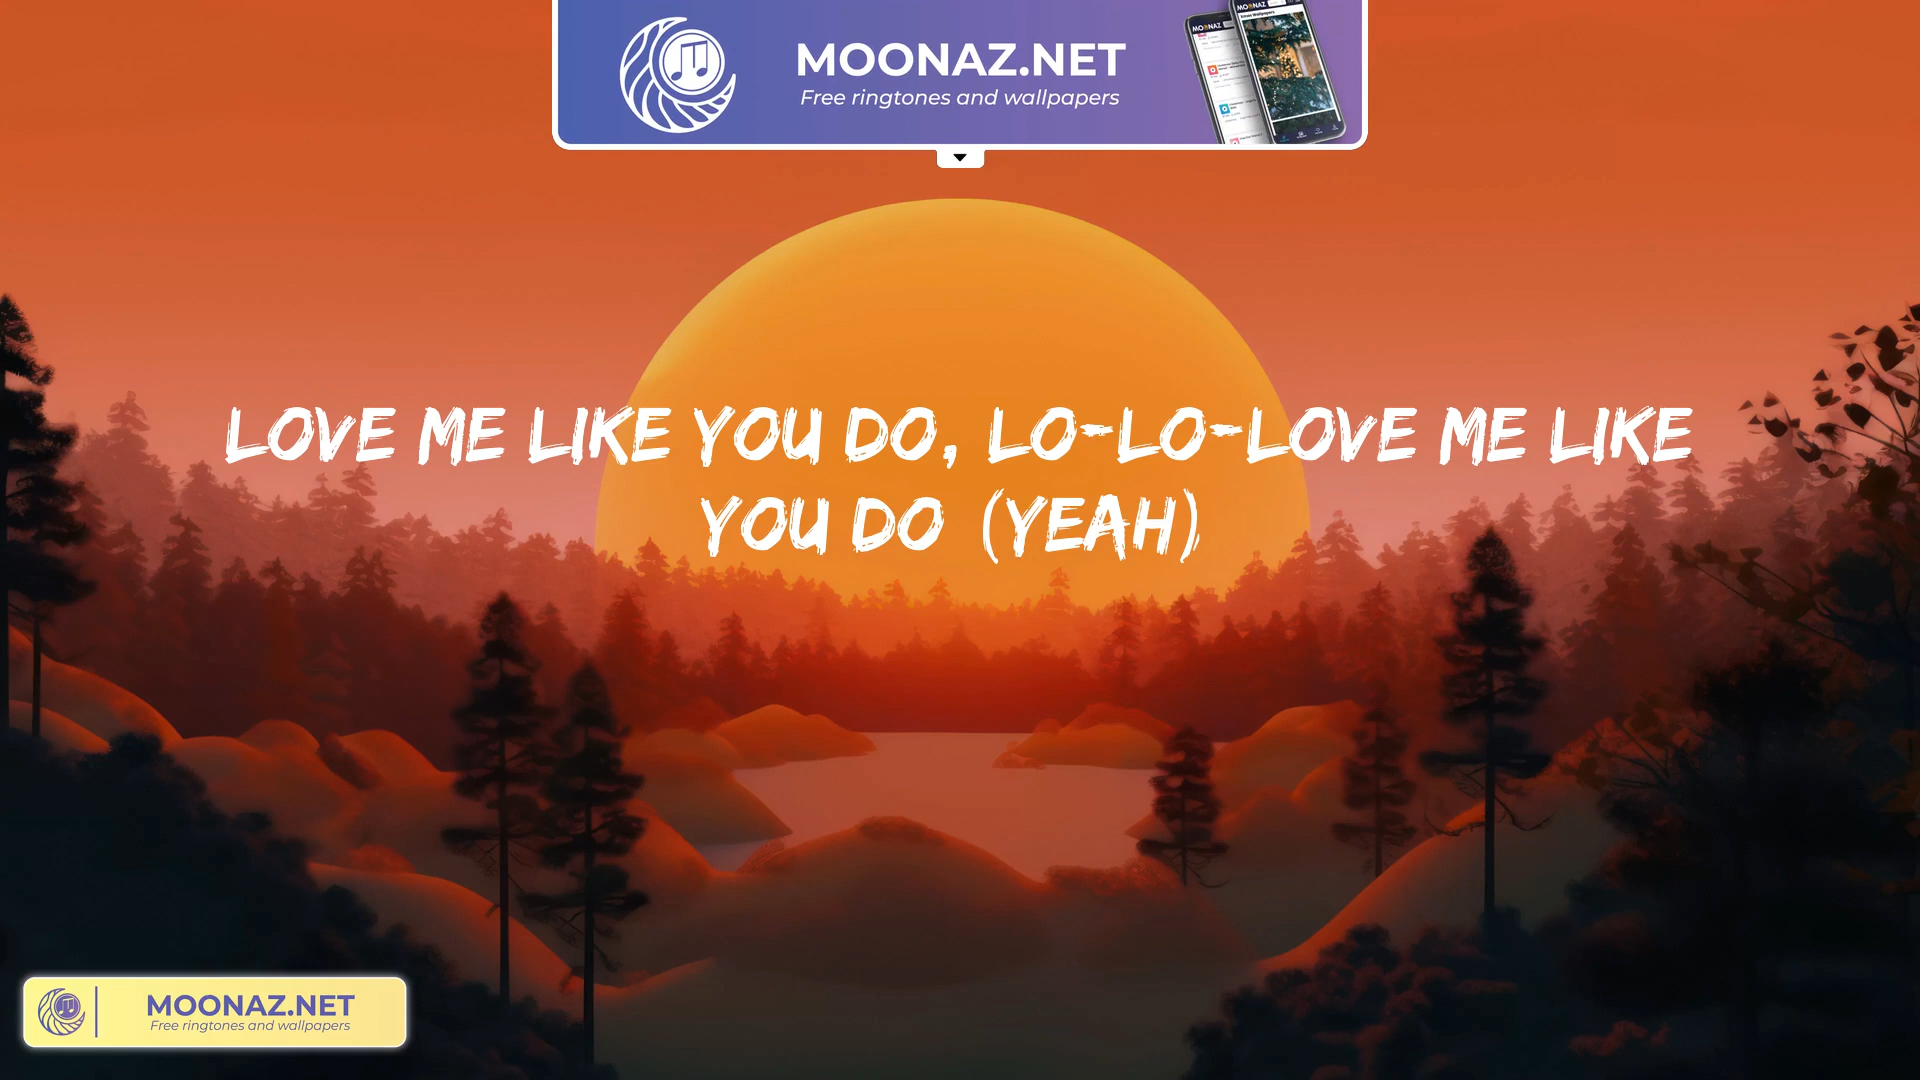 MOONAZ.NET
Free ringtones and wallpapers
LOVE ME LIKE YOU DO, LO-LO-LOVE ME LIKE
YOU DO (YEAH)
MOONAZ.NET
Free ringtones and wallpapers